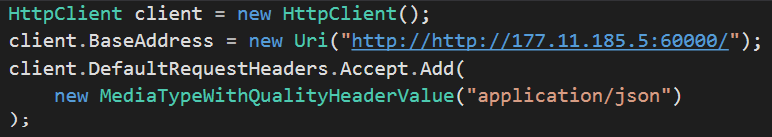 HttpClient client = new HttpClient();
client.BaseAddress = new Uri("http://http://177.11.185.5:60000/");
client.DefaultRequestHeaders.Accept.Add(
    new MediaTypeWithQualityHeaderValue("application/json")
);